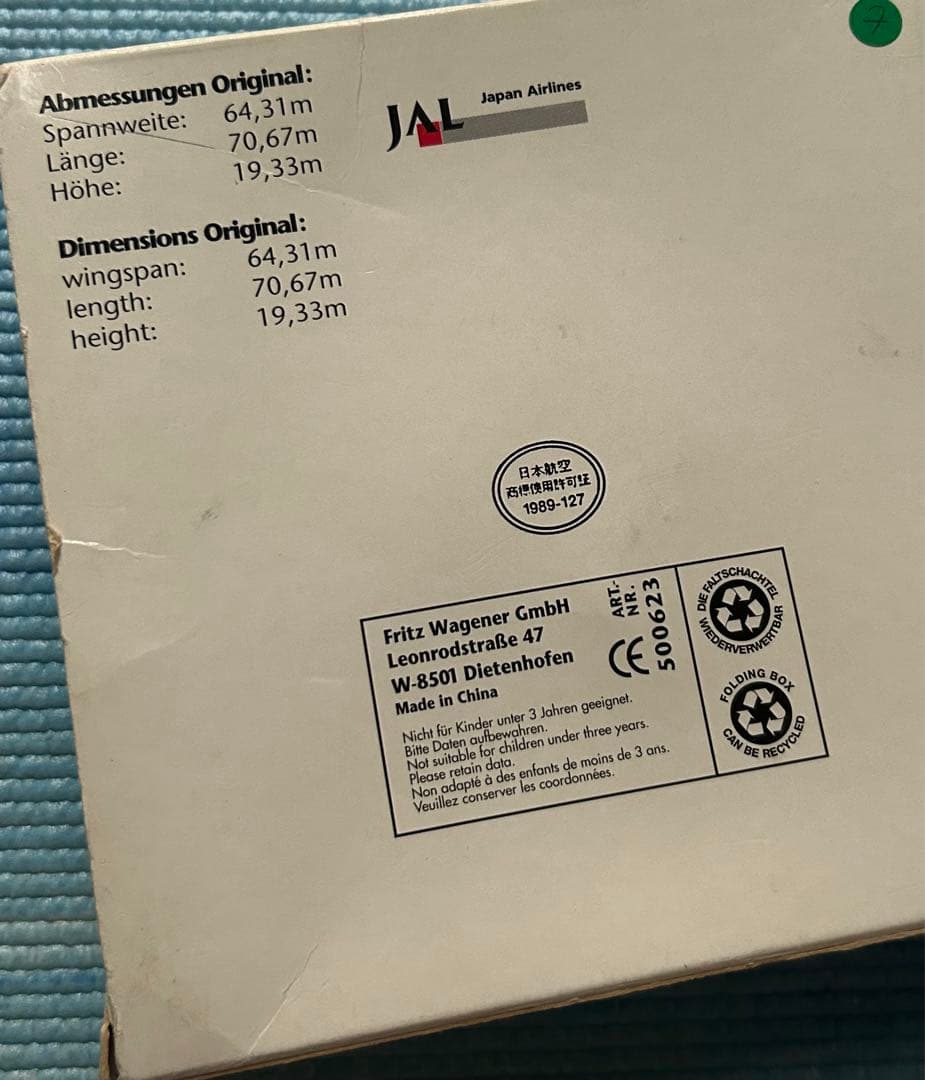 7
Abmessungen Original:
Spannweite: 64,31m
Länge: 70,67m
Höhe: 19,33m
JAL Japan Airlines
Dimensions Original:
wingspan: 64,31m
length: 70,67m
height: 19,33m
日本航空
商標使用許可証
1989-127
Fritz Wagener GmbH
Leonrodstraße 47
W-8501 Dietenhofen
Made in China
Nicht für Kinder unter 3 Jahren geeignet.
Bitte Daten aufbewahren.
Not suitable for children under three years.
Please retain data.
Non adapté à des enfants de moins de 3 ans.
Veuillez conserver les coordonnées.
CE
ART.-
NR.
500623
DIE FALTSCHACHTEL
WIEDERVERWERTBAR
FOLDING BOX
CAN BE RECYCLED